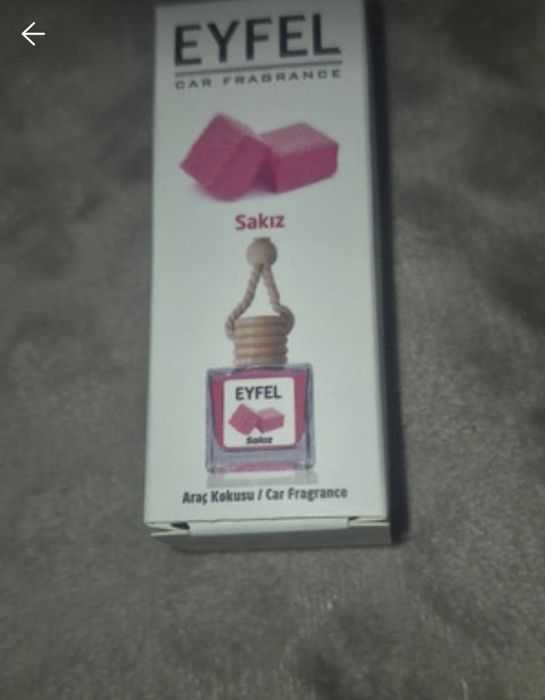 EYFEL
CAR FRAGRANCE
Sakız
EYFEL
Sakız
Araç Kokusu / Car Fragrance